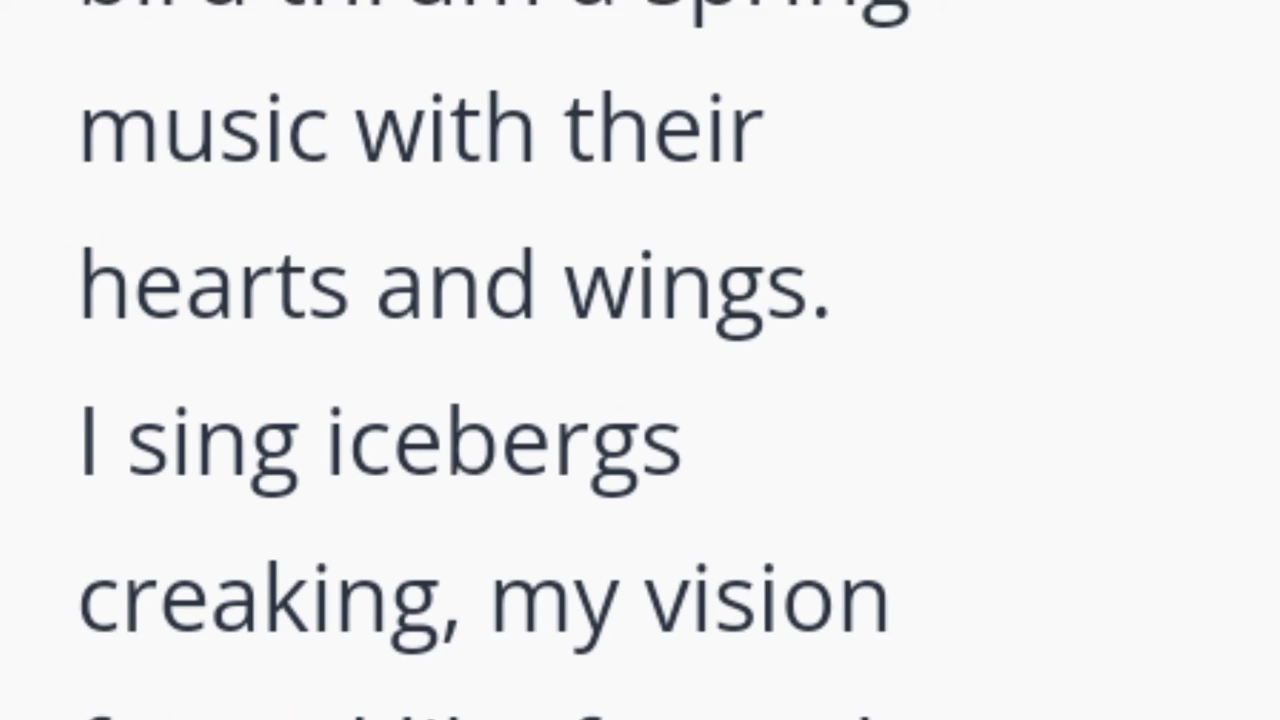 music with their
hearts and wings.
I sing icebergs
creaking, my vision